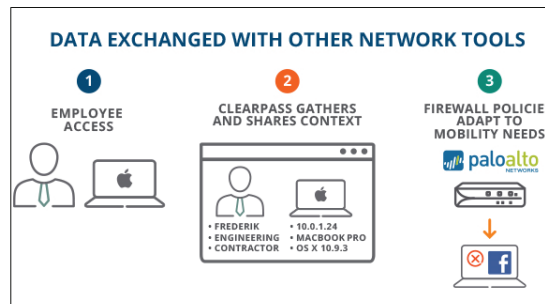 DATA EXCHANGED WITH OTHER NETWORK TOOLS
1
EMPLOYEE
ACCESS
2
CLEARPASS GATHERS
AND SHARES CONTEXT
• FREDERIK
• ENGINEERING
• CONTRACTOR
• 10.0.1.24
• MACBOOK PRO
• OS X 10.9.3
3
FIREWALL POLICIE
ADAPT TO
MOBILITY NEEDS
paloalto
NETWORKS
f